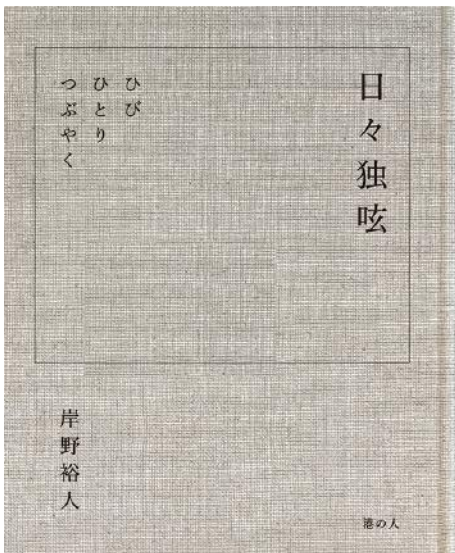 日々独呟
ひび
ひとり
つぶやく
岸野裕人
港の人